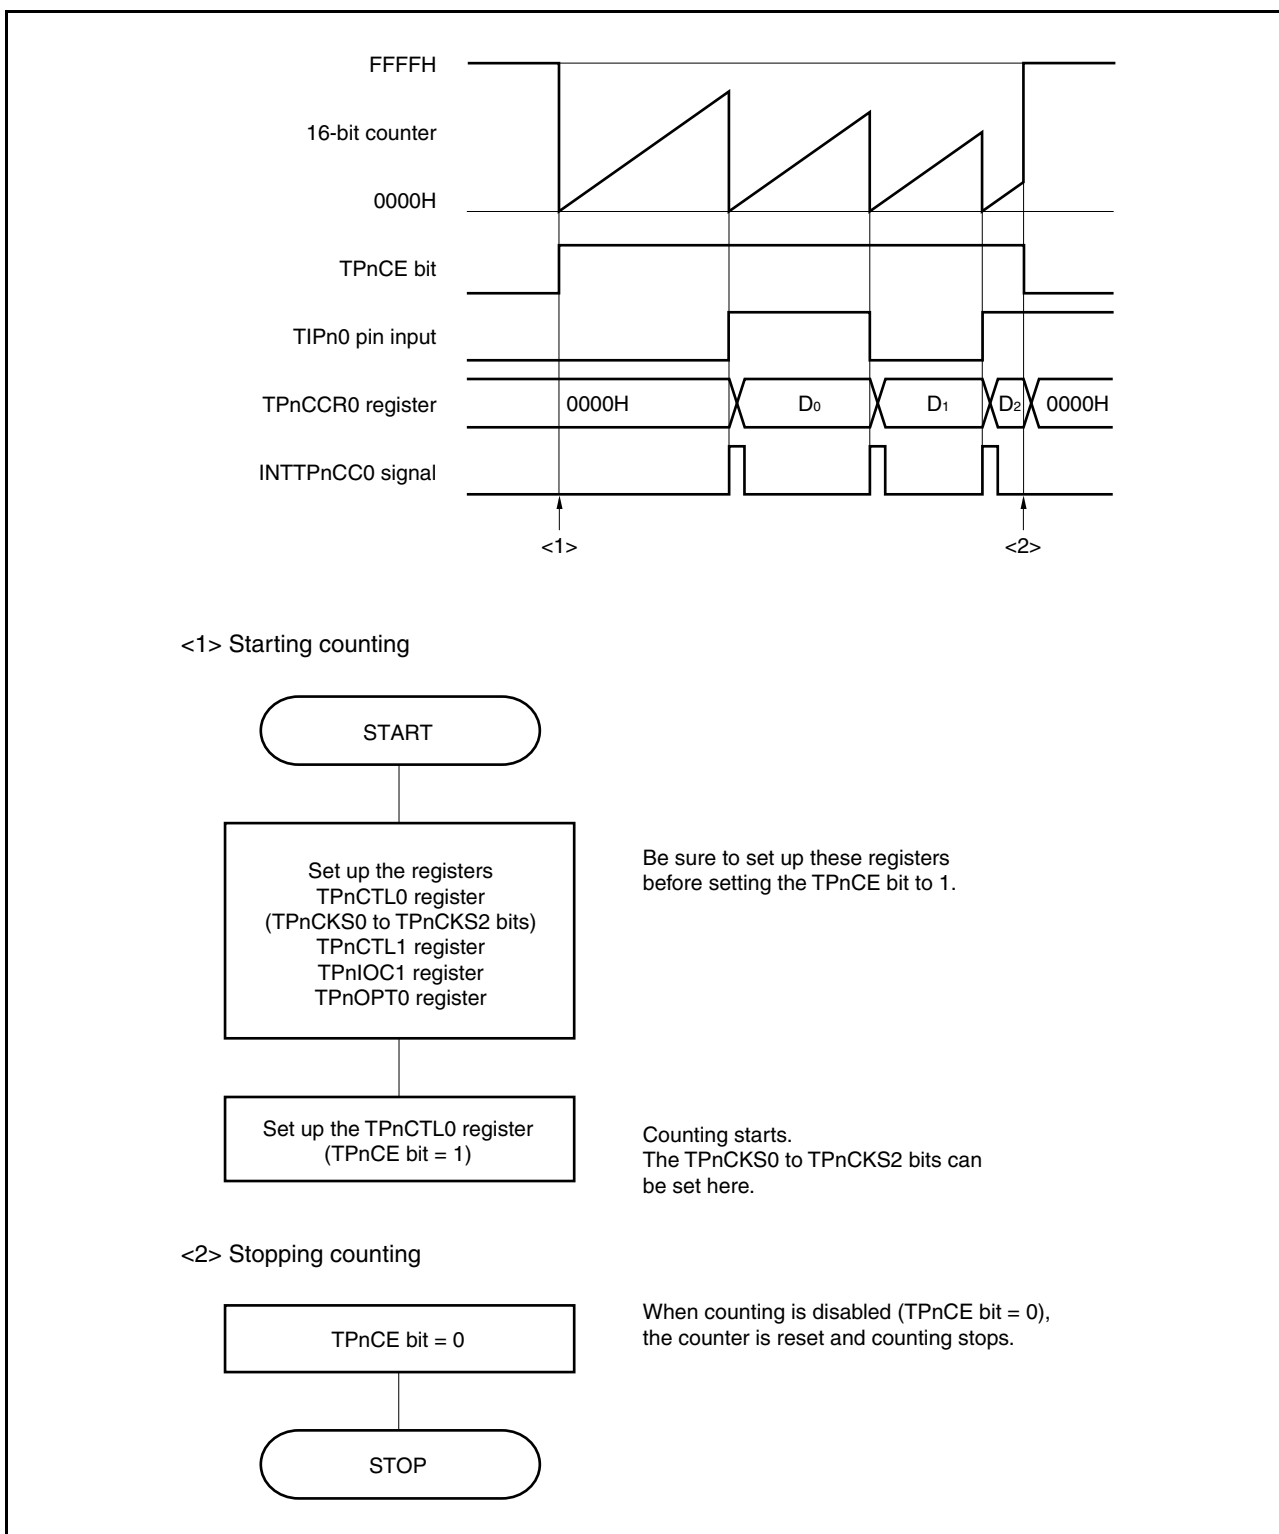 FFFFH
16-bit counter
0000H
TPnCE bit
TIPn0 pin input
TPnCCR0 register
0000H
D0
D1
D2
0000H
INTTPnCC0 signal
<1>
<2>
<1> Starting counting
START
Set up the registers
TPnCTL0 register
(TPnCKS0 to TPnCKS2 bits)
TPnCTL1 register
TPnIOC1 register
TPnOPT0 register
Be sure to set up these registers
before setting the TPnCE bit to 1.
Set up the TPnCTL0 register
(TPnCE bit = 1)
Counting starts.
The TPnCKS0 to TPnCKS2 bits can
be set here.
<2> Stopping counting
TPnCE bit = 0
When counting is disabled (TPnCE bit = 0),
the counter is reset and counting stops.
STOP